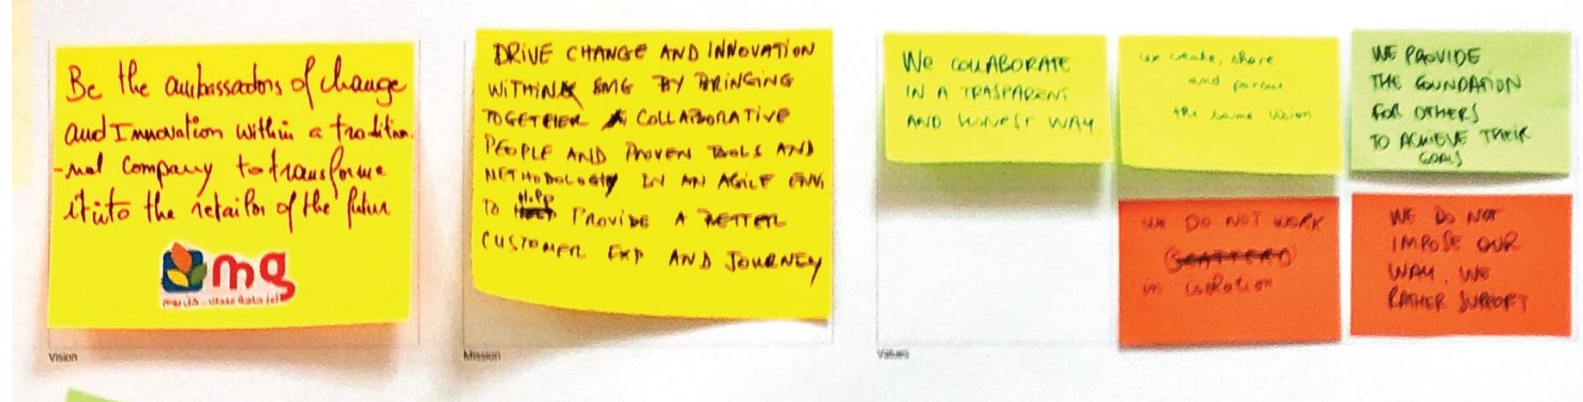 Be the ambassadors of change
and Innovation within a traditio
-nal company to transforme
it into the retailor of the futur
mg
Vision
DRIVE CHANGE AND INNOVATION
WITHIN BMG BY BRINGING
TOGETHER COLLABORATIVE
PEOPLE AND PROVEN TOOLS AND
METHODOLOGY IN AN AGILE ENVI
TO Help PROVIDE A BETTER
CUSTOMER EXP AND JOURNEY
Mission
We COLLABORATE
IN A TRASPARENT
AND HONEST WAY
we create, share
and pursue
the same vision
WE PROVIDE
THE FOUNDATION
FOR OTHERS
TO ACHIEVE THEIR
GOALS
WE DO NOT WORK
in isolation
WE DO NOT
IMPOSE OUR
WAY, WE
RATHER SUPPORT
Values